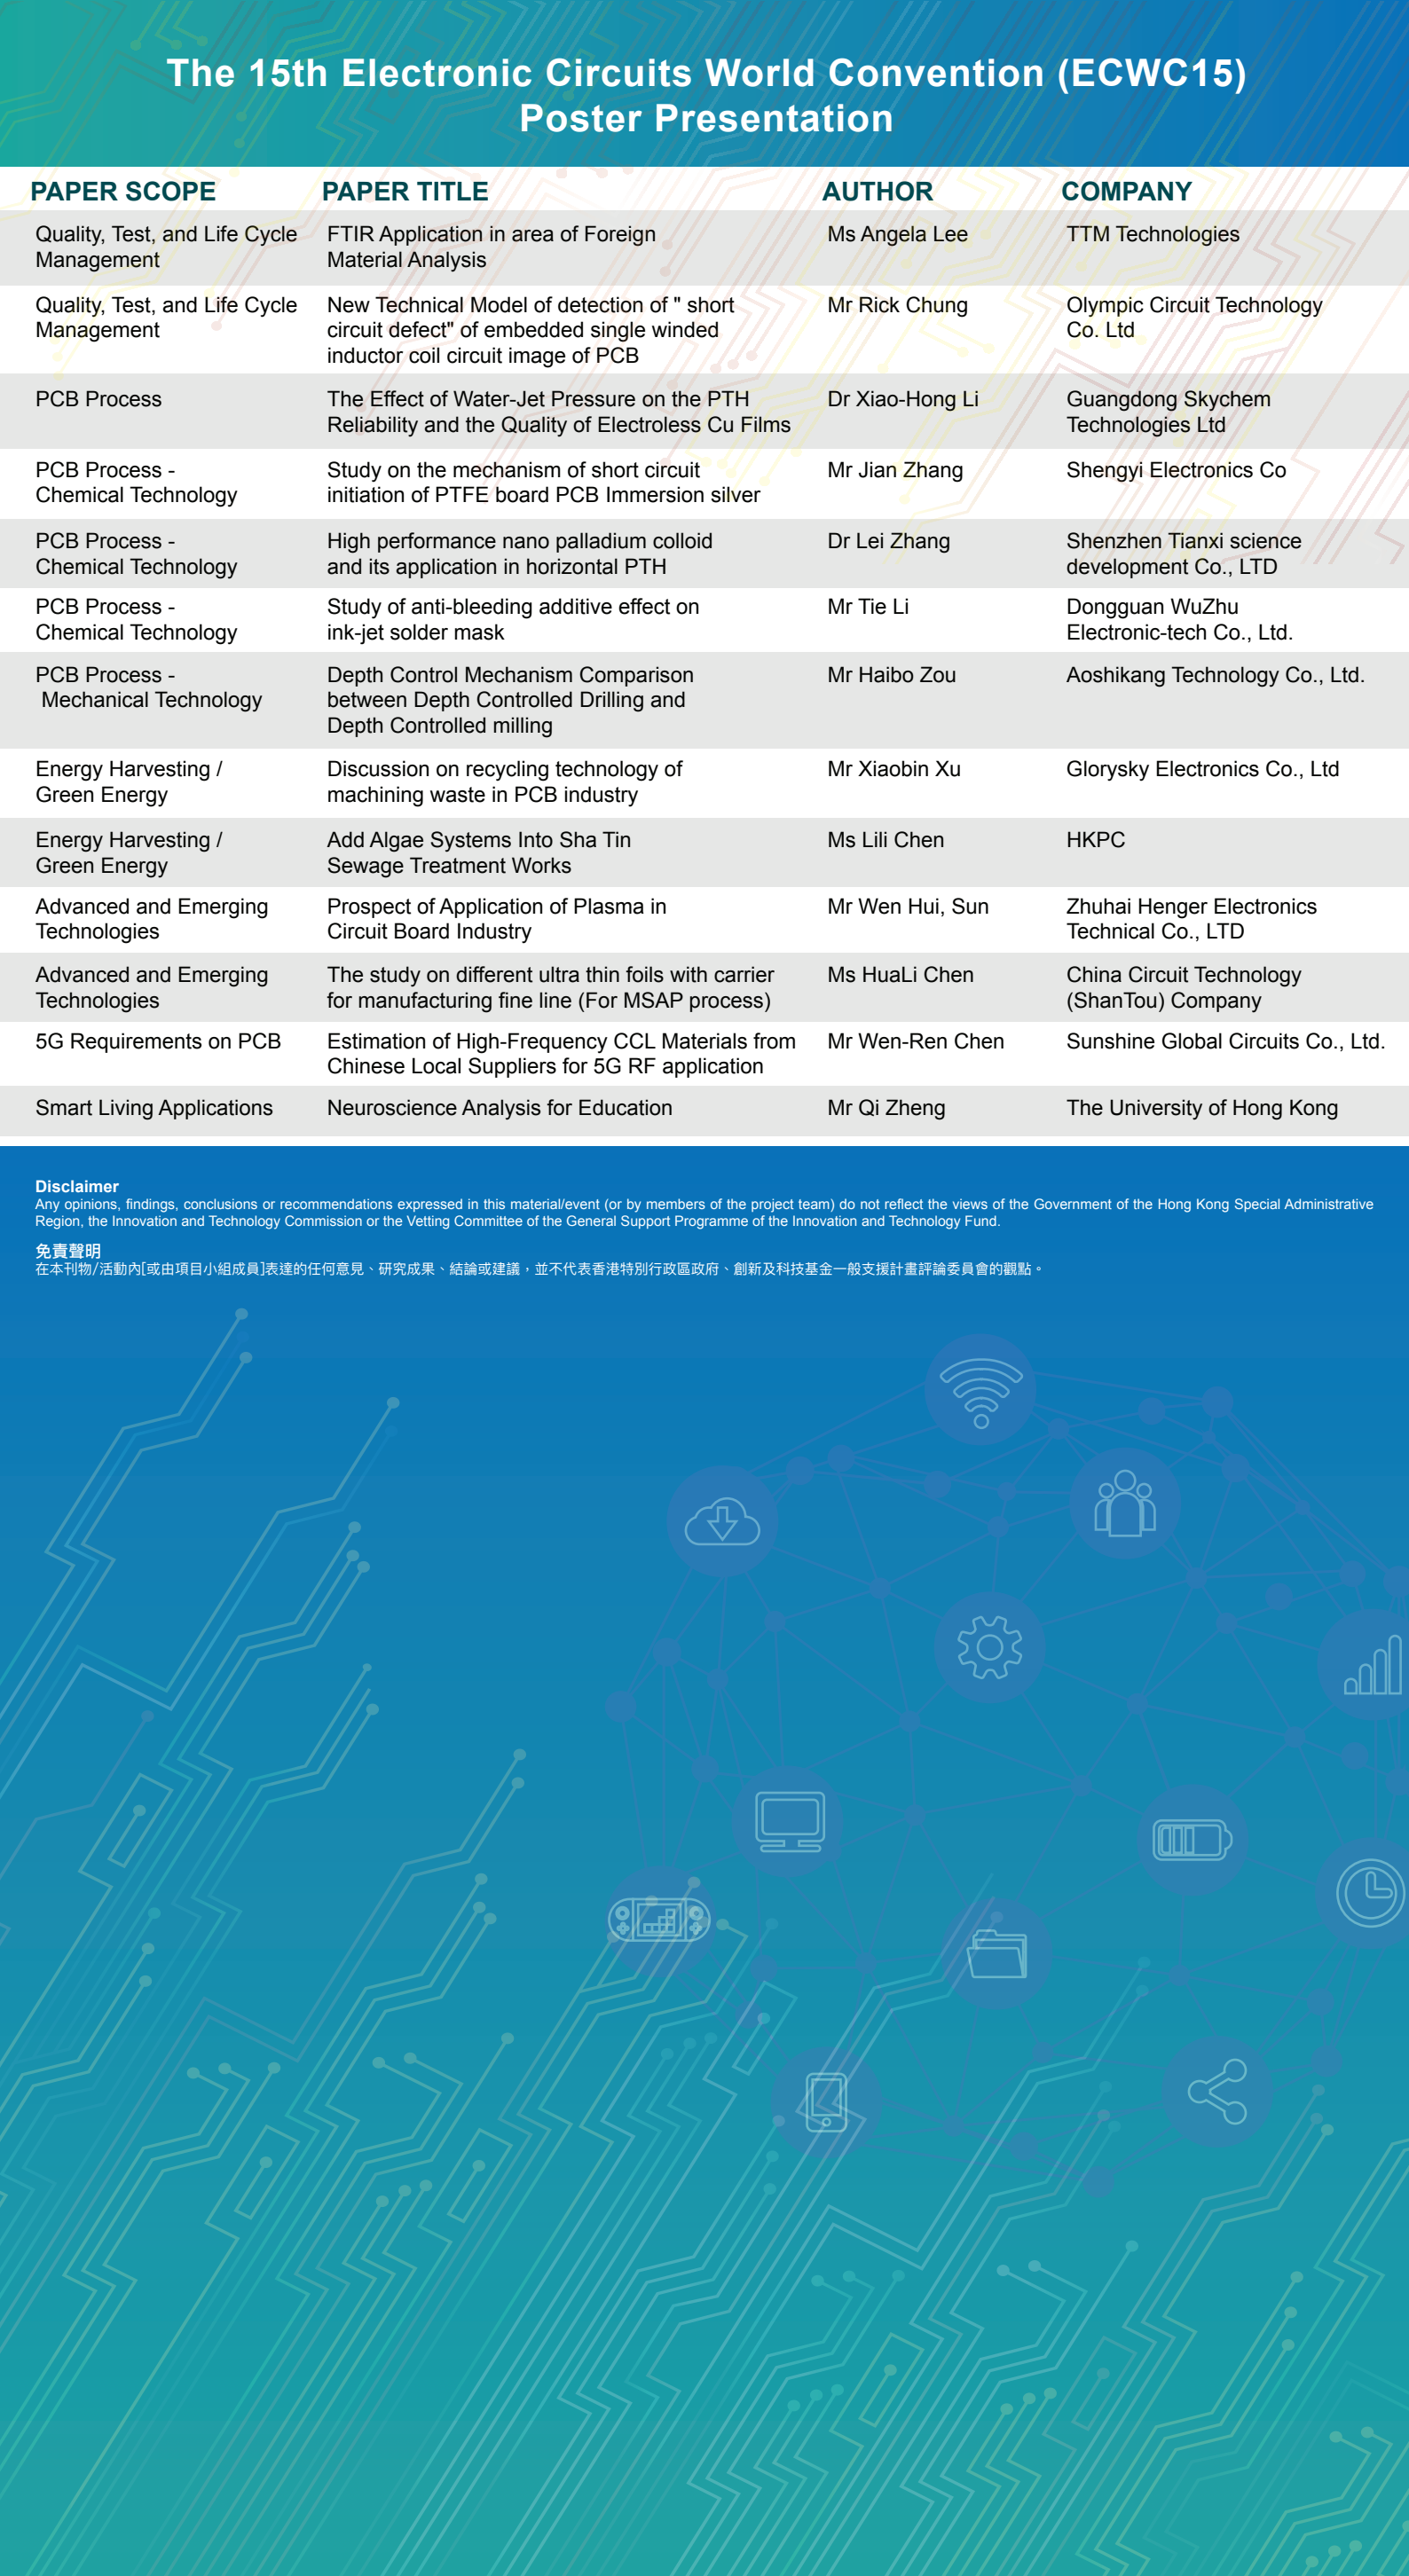 The 15th Electronic Circuits World Convention (ECWC15)
Poster Presentation
PAPER SCOPE PAPER TITLE AUTHOR COMPANY
Quality, Test, and Life Cycle FTIR Application in area of Foreign Ms Angela Lee TTM Technologies
Management Material Analysis
Quality, Test, and Life Cycle New Technical Model of detection of " short Mr Rick Chung Olympic Circuit Technology
Management circuit defect" of embedded single winded Co. Ltd
inductor coil circuit image of PCB
PCB Process The Effect of Water-Jet Pressure on the PTH Dr Xiao-Hong Li Guangdong Skychem
Reliability and the Quality of Electroless Cu Films Technologies Ltd
PCB Process - Study on the mechanism of short circuit Mr Jian Zhang Shengyi Electronics Co
Chemical Technology initiation of PTFE board PCB Immersion silver
PCB Process - High performance nano palladium colloid Dr Lei Zhang Shenzhen Tianxi science
Chemical Technology and its application in horizontal PTH development Co., LTD
PCB Process - Study of anti-bleeding additive effect on Mr Tie Li Dongguan WuZhu
Chemical Technology ink-jet solder mask Electronic-tech Co., Ltd.
PCB Process - Depth Control Mechanism Comparison Mr Haibo Zou Aoshikang Technology Co., Ltd.
Mechanical Technology between Depth Controlled Drilling and
Depth Controlled milling
Energy Harvesting / Discussion on recycling technology of Mr Xiaobin Xu Glorysky Electronics Co., Ltd
Green Energy machining waste in PCB industry
Energy Harvesting / Add Algae Systems Into Sha Tin Ms Lili Chen HKPC
Green Energy Sewage Treatment Works
Advanced and Emerging Prospect of Application of Plasma in Mr Wen Hui, Sun Zhuhai Henger Electronics
Technologies Circuit Board Industry Technical Co., LTD
Advanced and Emerging The study on different ultra thin foils with carrier Ms HuaLi Chen China Circuit Technology
Technologies for manufacturing fine line (For MSAP process) (ShanTou) Company
5G Requirements on PCB Estimation of High-Frequency CCL Materials from Mr Wen-Ren Chen Sunshine Global Circuits Co., Ltd.
Chinese Local Suppliers for 5G RF application
Smart Living Applications Neuroscience Analysis for Education Mr Qi Zheng The University of Hong Kong
Disclaimer
Any opinions, findings, conclusions or recommendations expressed in this material/event (or by members of the project team) do not reflect the views of the Government of the Hong Kong Special Administrative
Region, the Innovation and Technology Commission or the Vetting Committee of the General Support Programme of the Innovation and Technology Fund.
免責聲明
在本刊物/活動內[或由項目小組成員]表達的任何意見、研究成果、結論或建議，並不代表香港特別行政區政府、創新及科技基金一般支援計畫評論委員會的觀點。